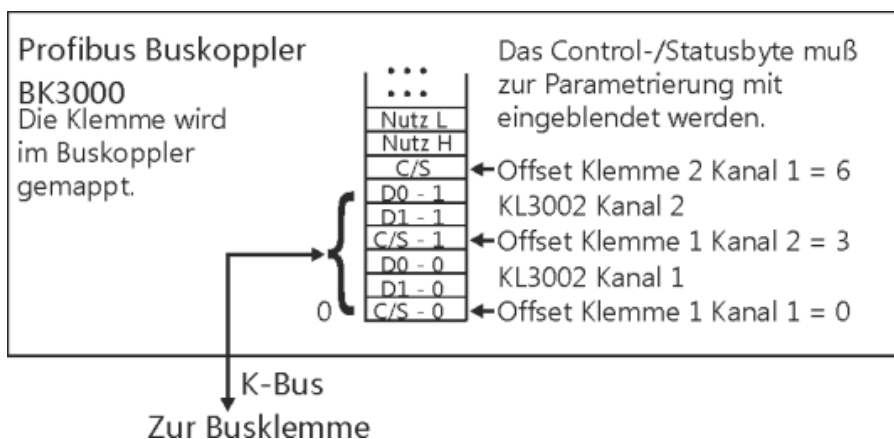 Profibus Buskoppler
BK3000
Die Klemme wird
im Buskoppler
gemappt.
Das Control-/Statusbyte muß
zur Parametrierung mit
eingeblendet werden.
Nutz L
Nutz H
C/S
Offset Klemme 2 Kanal 1 = 6
D0 - 1
KL3002 Kanal 2
D1 - 1
C/S - 1
Offset Klemme 1 Kanal 2 = 3
D0 - 0
KL3002 Kanal 1
D1 - 0
0
C/S - 0
Offset Klemme 1 Kanal 1 = 0
K-Bus
Zur Busklemme